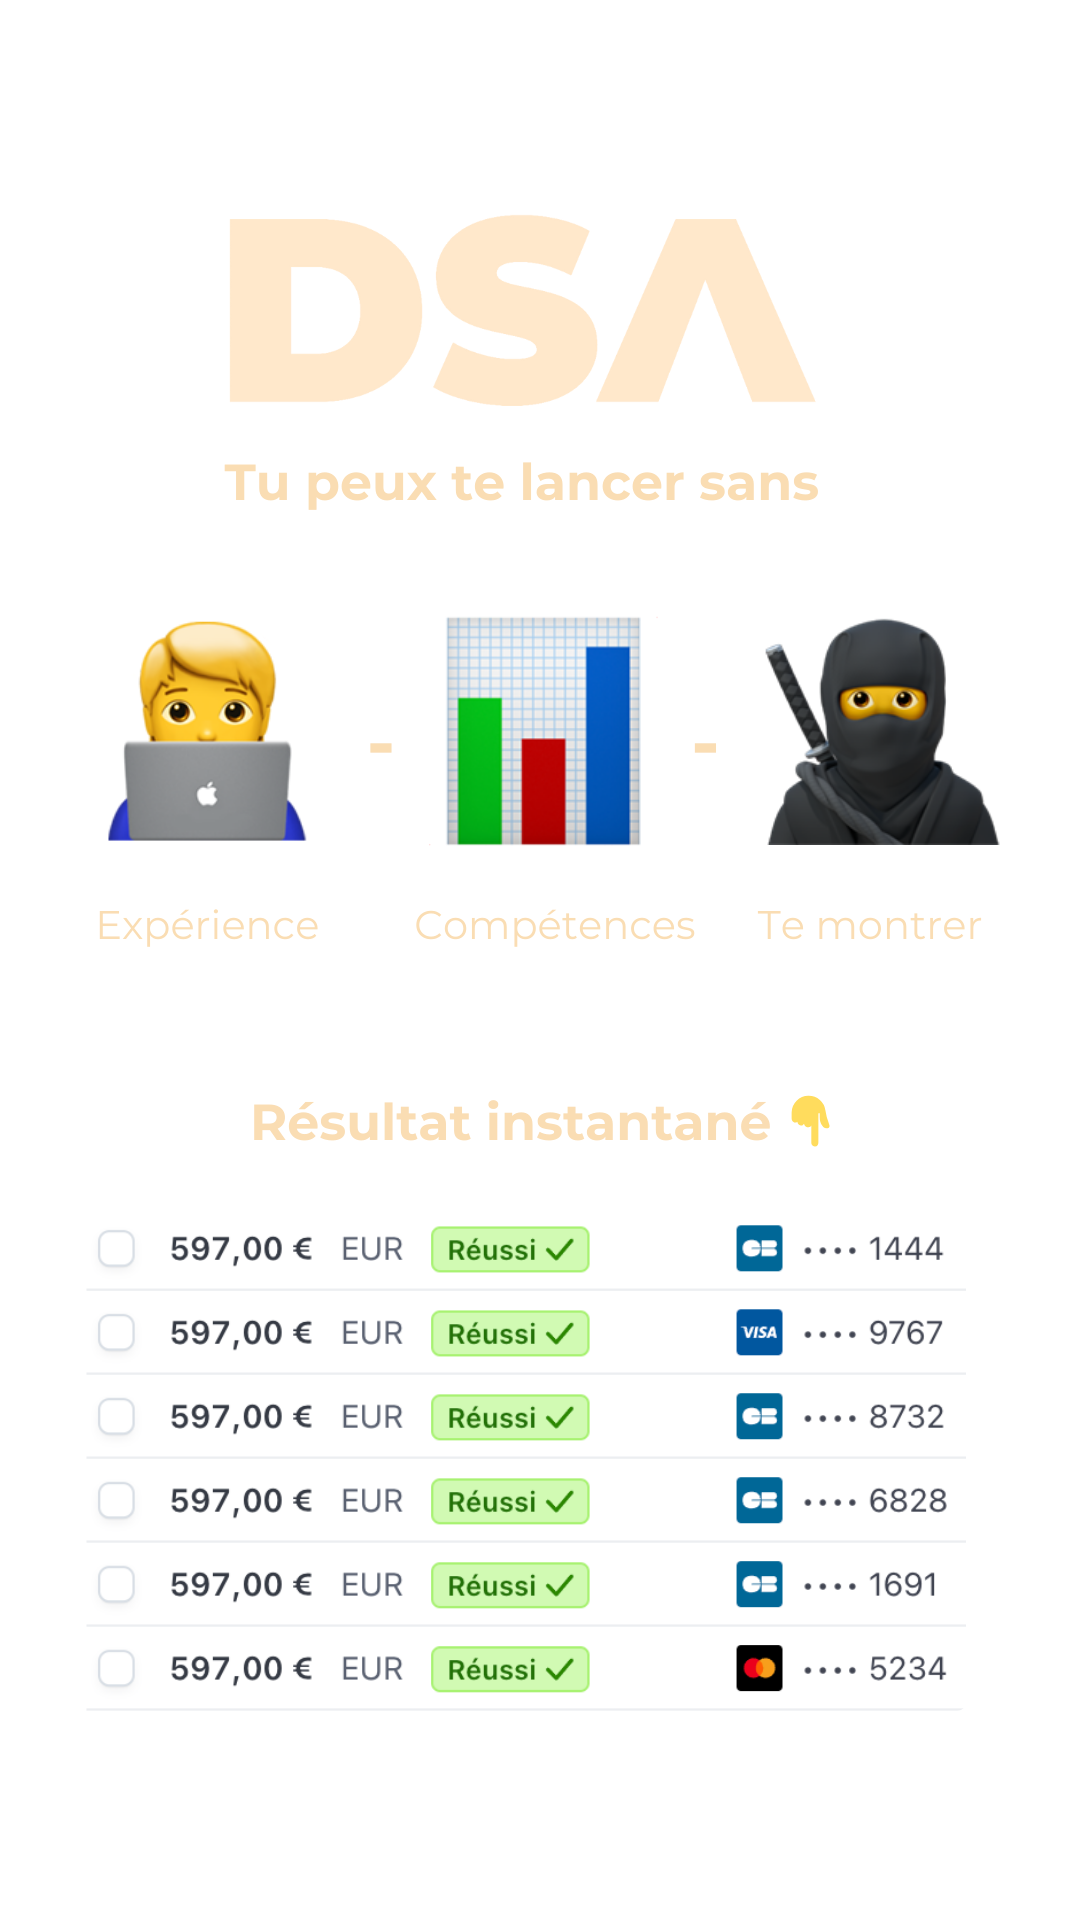 DSA
Tu peux te lancer sans
- -
Expérience Compétences Te montrer
Résultat instantané 👇
597,00 € EUR Réussi ✓ CB •••• 1444
597,00 € EUR Réussi ✓ VISA •••• 9767
597,00 € EUR Réussi ✓ CB •••• 8732
597,00 € EUR Réussi ✓ CB •••• 6828
597,00 € EUR Réussi ✓ CB •••• 1691
597,00 € EUR Réussi ✓ •••• 5234